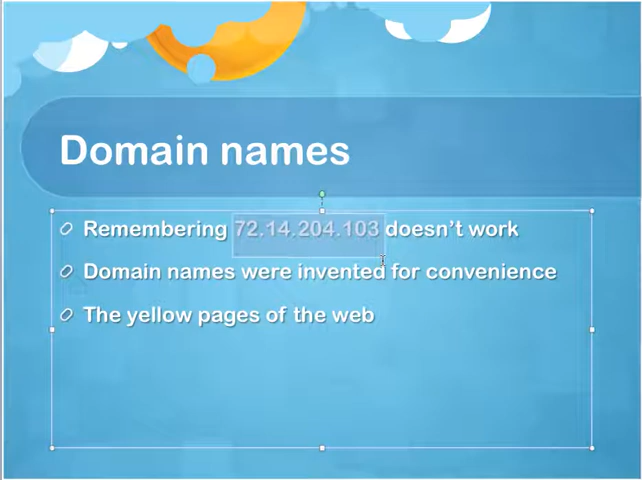 Domain names
Remembering 72.14.204.103 doesn't work
Domain names were invented for convenience
The yellow pages of the web